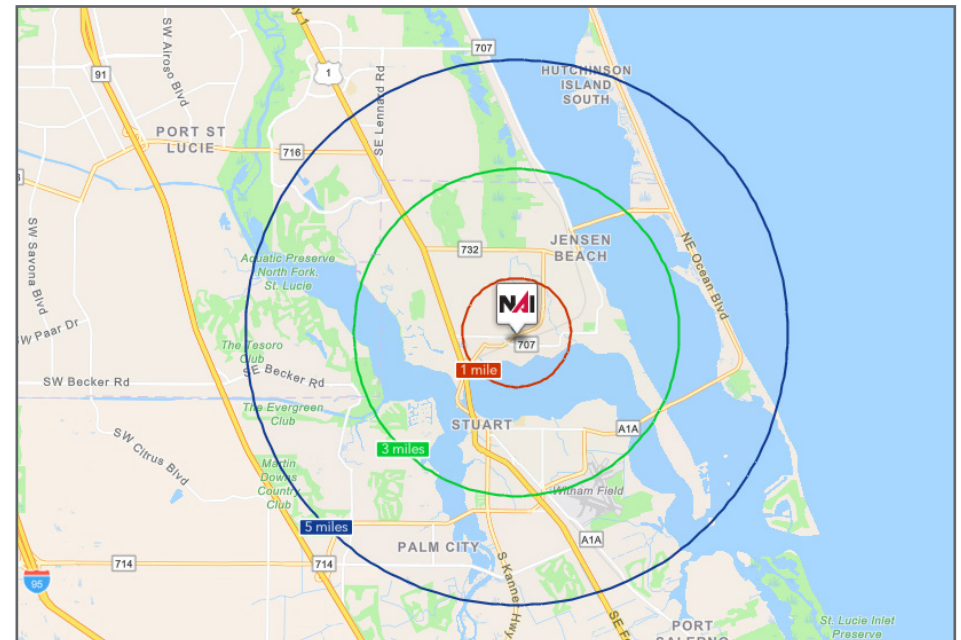 y 1
707
HUTCHINSON
ISLAND
SOUTH
SW Airoso Blvd
91
1
SE Lennard Rd
PORT ST
LUCIE
716
732
JENSEN
BEACH
SW Savona Blvd
Aquatic Preserve
North Fork,
St. Lucie
NE Ocean Blvd
NAI
SW Paar Dr
707
The Tesoro
Club
1 mile
SW Becker Rd
SE Becker Rd
The Evergreen
Club
STUART
A1A
SW Citrus Blvd
3 miles
Martin
Downs
Country
Club
Witham Field
5 miles
PALM CITY
A1A
714
714
95
S Kanner Hwy
SE F
PORT
SALERNO
St. Lucie Inlet
Preserve